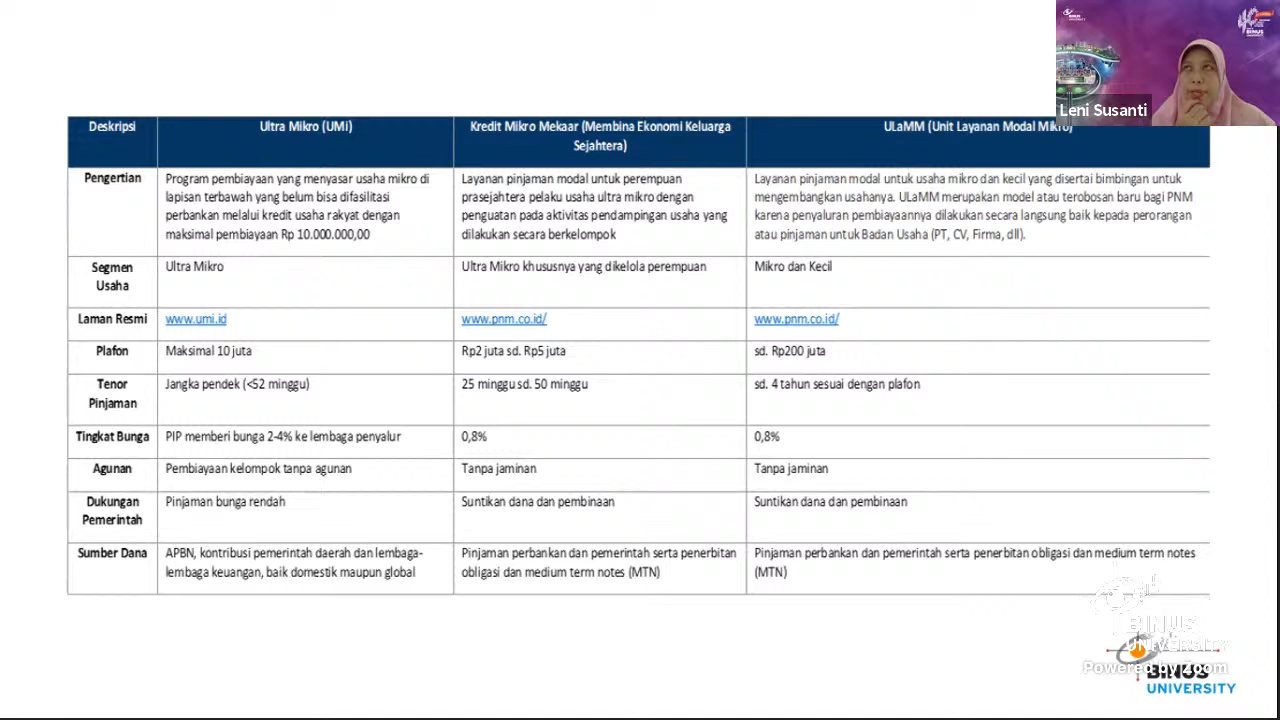 BINUS
UNIVERSITY
BINUS
UNIVERSITY
Leni Susanti
Deskripsi
Ultra Mikro (UMi)
Kredit Mikro Mekaar (Membina Ekonomi Keluarga
Sejahtera)
ULaMM (Unit Layanan Modal Mikro)
Pengertian
Program pembiayaan yang menyasar usaha mikro di
lapisan terbawah yang belum bisa difasilitasi
perbankan melalui kredit usaha rakyat dengan
maksimal pembiayaan Rp 10.000.000,00
Layanan pinjaman modal untuk perempuan
prasejahtera pelaku usaha ultra mikro dengan
penguatan pada aktivitas pendampingan usaha yang
dilakukan secara berkelompok
Layanan pinjaman modal untuk usaha mikro dan kecil yang disertai bimbingan untuk
mengembangkan usahanya. ULaMM merupakan model atau terobosan baru bagi PNM
karena penyaluran pembiayaannya dilakukan secara langsung baik kepada perorangan
atau pinjaman untuk Badan Usaha (PT, CV, Firma, dll).
Segmen
Usaha
Ultra Mikro
Ultra Mikro khususnya yang dikelola perempuan
Mikro dan Kecil
Laman Resmi
www.umi.id
www.pnm.co.id/
www.pnm.co.id/
Plafon
Maksimal 10 juta
Rp2 juta sd. Rp5 juta
sd. Rp200 juta
Tenor
Pinjaman
Jangka pendek (<52 minggu)
25 minggu sd. 50 minggu
sd. 4 tahun sesuai dengan plafon
Tingkat Bunga
PIP memberi bunga 2-4% ke lembaga penyalur
0,8%
0,8%
Agunan
Pembiayaan kelompok tanpa agunan
Tanpa jaminan
Tanpa jaminan
Dukungan
Pemerintah
Pinjaman bunga rendah
Suntikan dana dan pembinaan
Suntikan dana dan pembinaan
Sumber Dana
APBN, kontribusi pemerintah daerah dan lembaga-
lembaga keuangan, baik domestik maupun global
Pinjaman perbankan dan pemerintah serta penerbitan
obligasi dan medium term notes (MTN)
Pinjaman perbankan dan pemerintah serta penerbitan obligasi dan medium term notes
(MTN)
BINUS
UNIVERSITY
Powered by Zoom
BINUS
UNIVERSITY